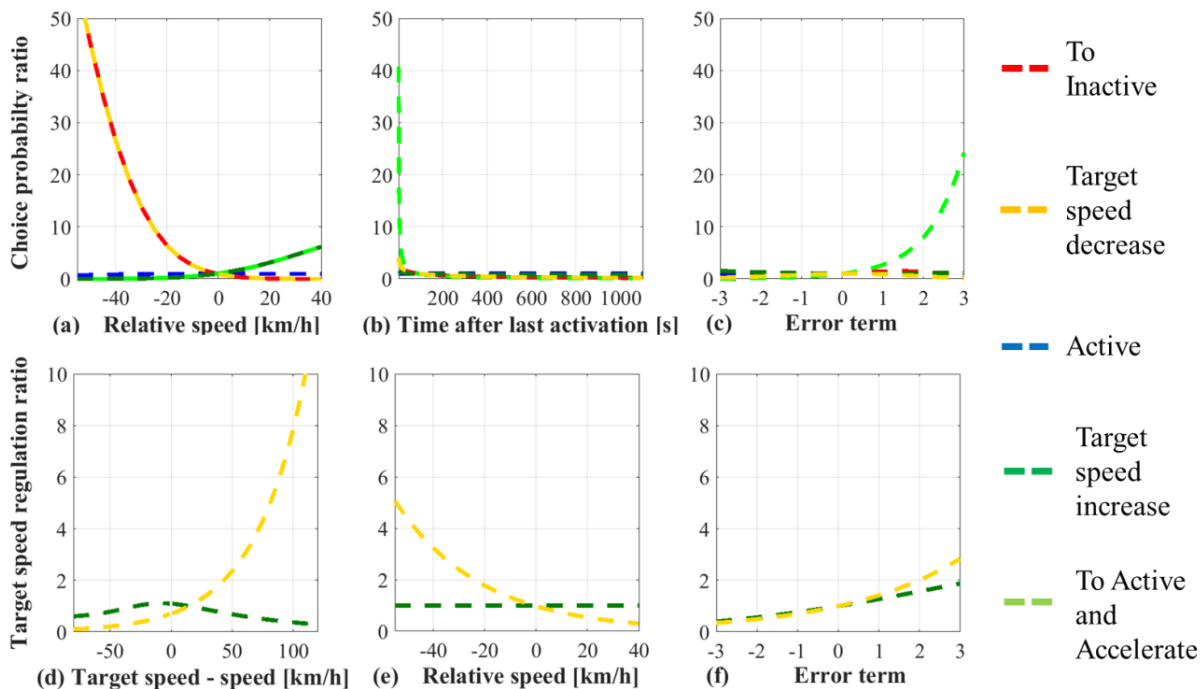 Choice probabilty ratio
50
40
30
20
10
0
-40 -20 0 20 40
(a) Relative speed [km/h]
50
40
30
20
10
0
200 400 600 800 1000
(b) Time after last activation [s]
50
40
30
20
10
0
-3 -2 -1 0 1 2 3
(c) Error term
To
Inactive
Target
speed
decrease
Active
Target
speed
increase
To Active
and
Accelerate
Target speed regulation ratio
10
8
6
4
2
0
-50 0 50 100
(d) Target speed - speed [km/h]
10
8
6
4
2
0
-40 -20 0 20 40
(e) Relative speed [km/h]
10
8
6
4
2
0
-3 -2 -1 0 1 2 3
(f) Error term